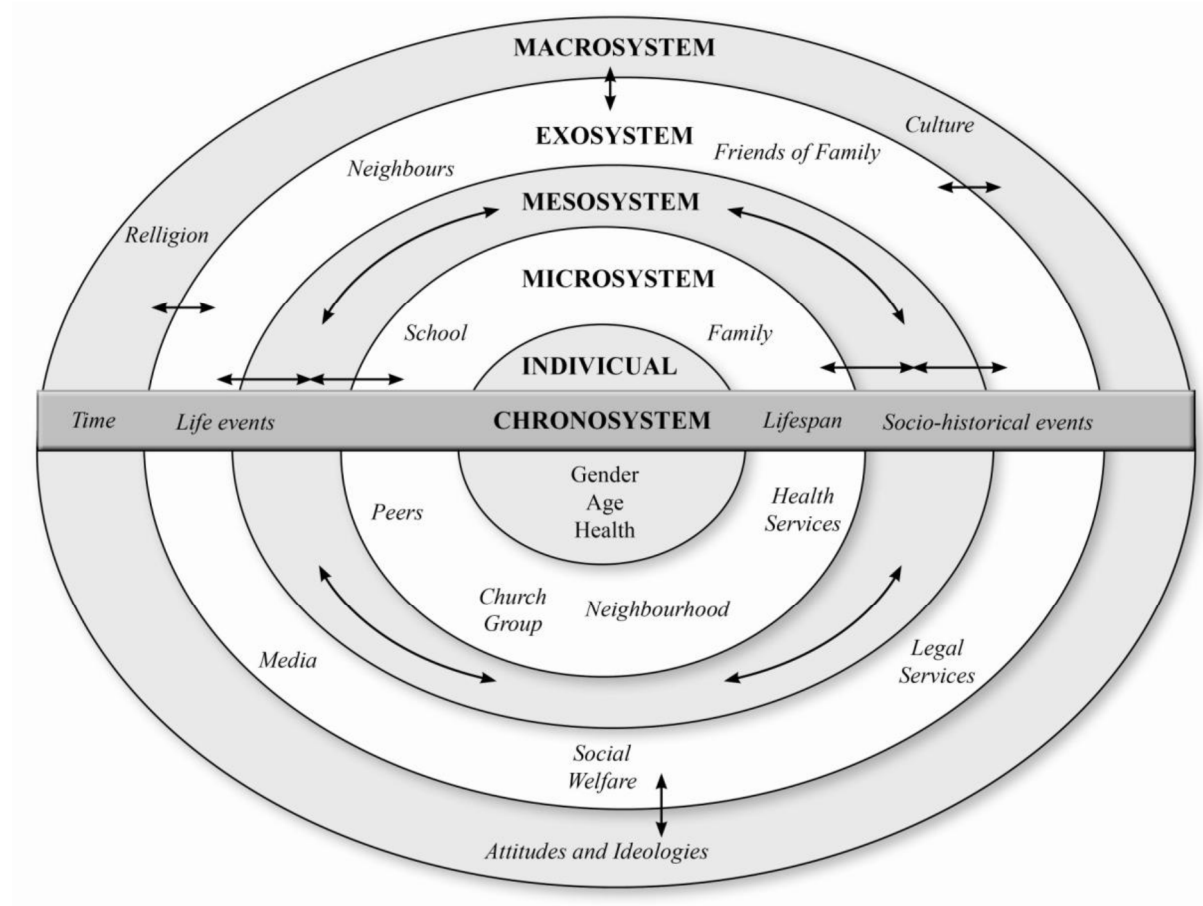 MACROSYSTEM
Culture
EXOSYSTEM
Friends of Family
Neighbours
MESOSYSTEM
Relligion
MICROSYSTEM
School
Family
INDIVICUAL
Time
Life events
CHRONOSYSTEM
Lifespan
Socio-historical events
Gender
Age
Health
Peers
Health
Services
Church
Group
Neighbourhood
Media
Legal
Services
Social
Welfare
Attitudes and Ideologies